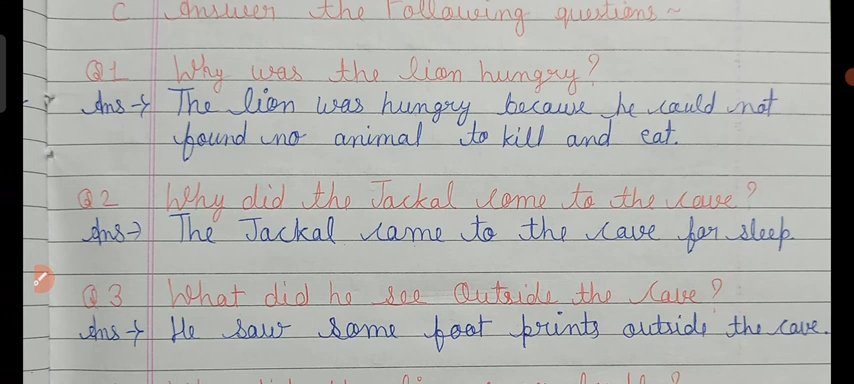 C Answer the Following questions ~
Q1 Why was the lion hungry?
Ans → The lion was hungry because he could not
found no animal to kill and eat.
Q2 Why did the Jackal come to the cave?
Ans → The Jackal came to the cave for sleep.
Q3 What did he see Outside the Cave?
Ans → He saw some foot prints outside the cave.